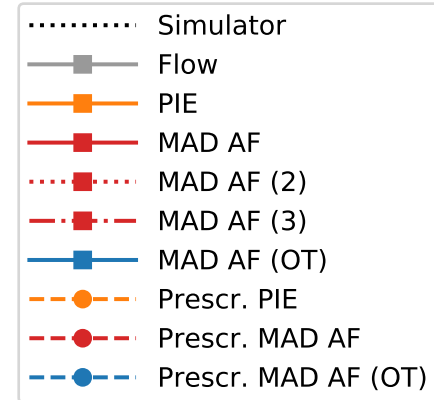 Simulator
Flow
PIE
MAD AF
MAD AF (2)
MAD AF (3)
MAD AF (OT)
Prescr. PIE
Prescr. MAD AF
Prescr. MAD AF (OT)